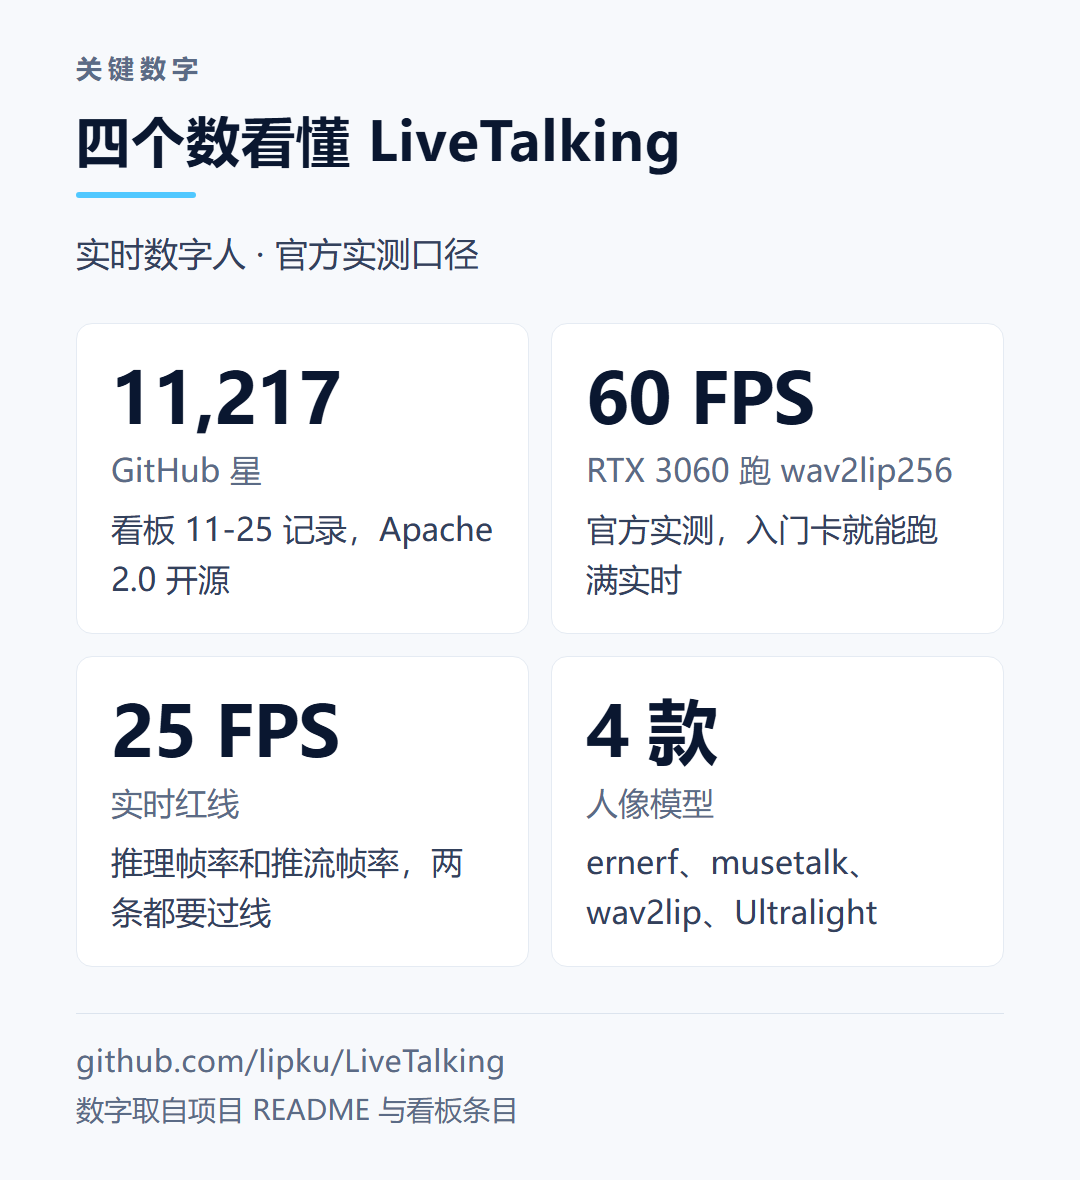 关键数字
四个数看懂 LiveTalking
实时数字人 · 官方实测口径
11,217
GitHub 星
看板 11-25 记录，Apache
2.0 开源
60 FPS
RTX 3060 跑 wav2lip256
官方实测，入门卡就能跑
满实时
25 FPS
实时红线
推理帧率和推流帧率，两
条都要过线
4 款
人像模型
ernerf、musetalk、
wav2lip、Ultralight
github.com/lipku/LiveTalking
数字取自项目 README 与看板条目